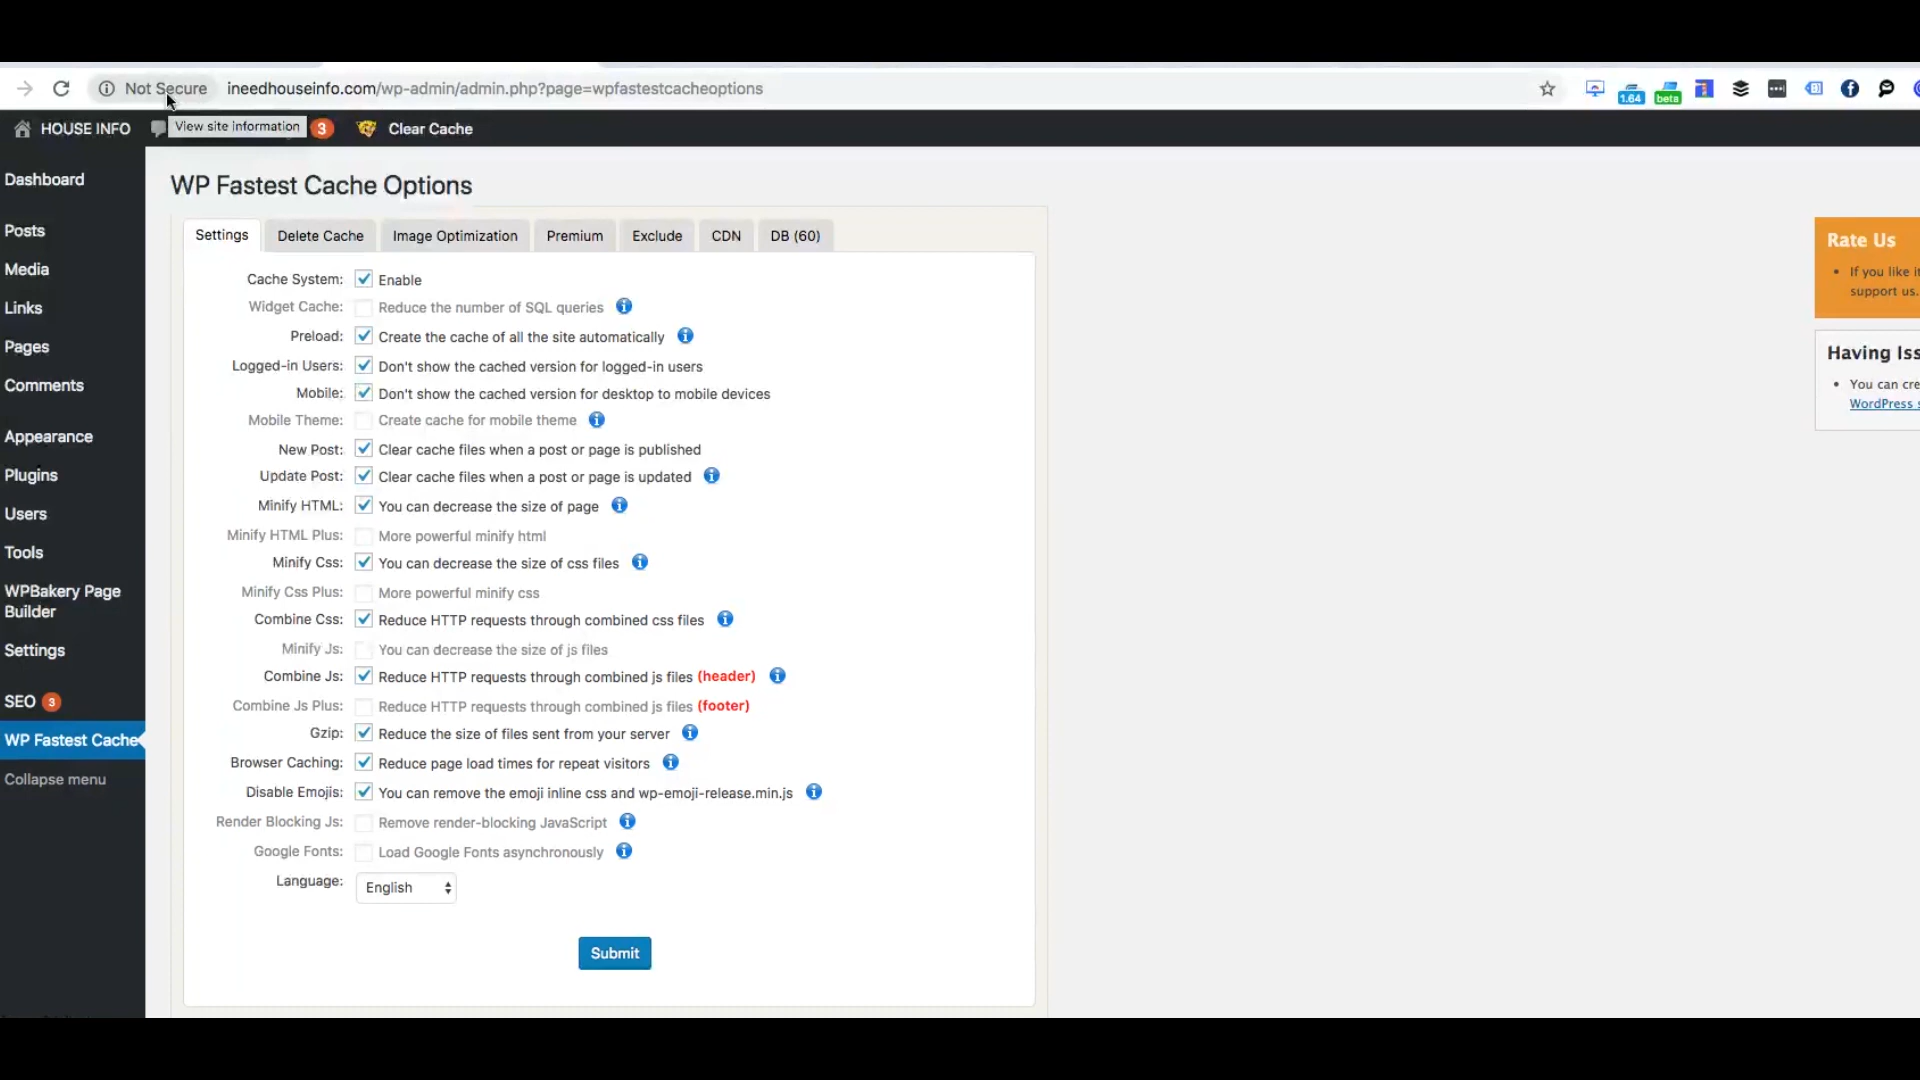 Not Secure ineedhouseinfo.com/wp-admin/admin.php?page=wpfastestcacheoptions
1.64
beta
HOUSE INFO View site information 3 Clear Cache
Dashboard
Posts
Media
Links
Pages
Comments
Appearance
Plugins
Users
Tools
WPBakery Page
Builder
Settings
SEO 3
WP Fastest Cache
Collapse menu
WP Fastest Cache Options
Settings Delete Cache Image Optimization Premium Exclude CDN DB (60)
Cache System: Enable
Widget Cache: Reduce the number of SQL queries
Preload: Create the cache of all the site automatically
Logged-in Users: Don't show the cached version for logged-in users
Mobile: Don't show the cached version for desktop to mobile devices
Mobile Theme: Create cache for mobile theme
New Post: Clear cache files when a post or page is published
Update Post: Clear cache files when a post or page is updated
Minify HTML: You can decrease the size of page
Minify HTML Plus: More powerful minify html
Minify Css: You can decrease the size of css files
Minify Css Plus: More powerful minify css
Combine Css: Reduce HTTP requests through combined css files
Minify Js: You can decrease the size of js files
Combine Js: Reduce HTTP requests through combined js files (header)
Combine Js Plus: Reduce HTTP requests through combined js files (footer)
Gzip: Reduce the size of files sent from your server
Browser Caching: Reduce page load times for repeat visitors
Disable Emojis: You can remove the emoji inline css and wp-emoji-release.min.js
Render Blocking Js: Remove render-blocking JavaScript
Google Fonts: Load Google Fonts asynchronously
Language: English
Submit
Rate Us
If you like i
support us.
Having Iss
You can cre
WordPress s